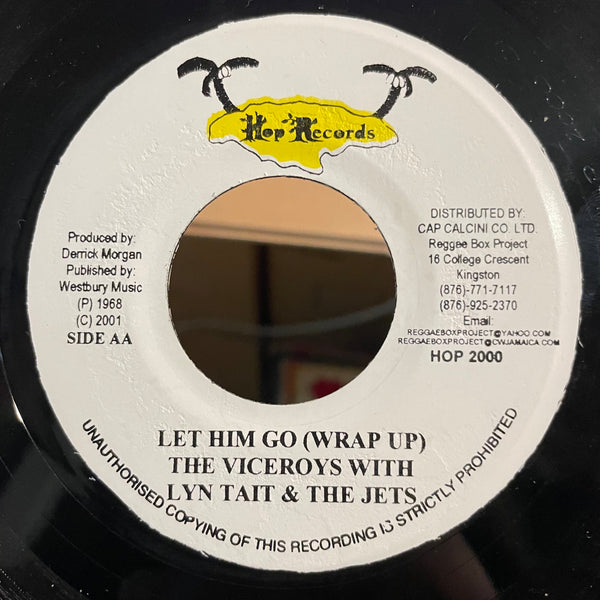 Hop Records
Produced by:
Derrick Morgan
Published by:
Westbury Music
(P) 1968
(C) 2001
SIDE AA
DISTRIBUTED BY:
CAP CALCINI CO. LTD.
Reggae Box Project
16 College Crescent
Kingston
(876)-771-7117
(876)-925-2370
Email:
REGGAEBOXPROJECT@YAHOO.COM
REGGAEBOXPROJECT@CWJAMAICA.COM
HOP 2000
LET HIM GO (WRAP UP)
THE VICEROYS WITH
LYN TAIT & THE JETS
UNAUTHORISED COPYING OF THIS RECORDING IS STRICTLY PROHIBITED